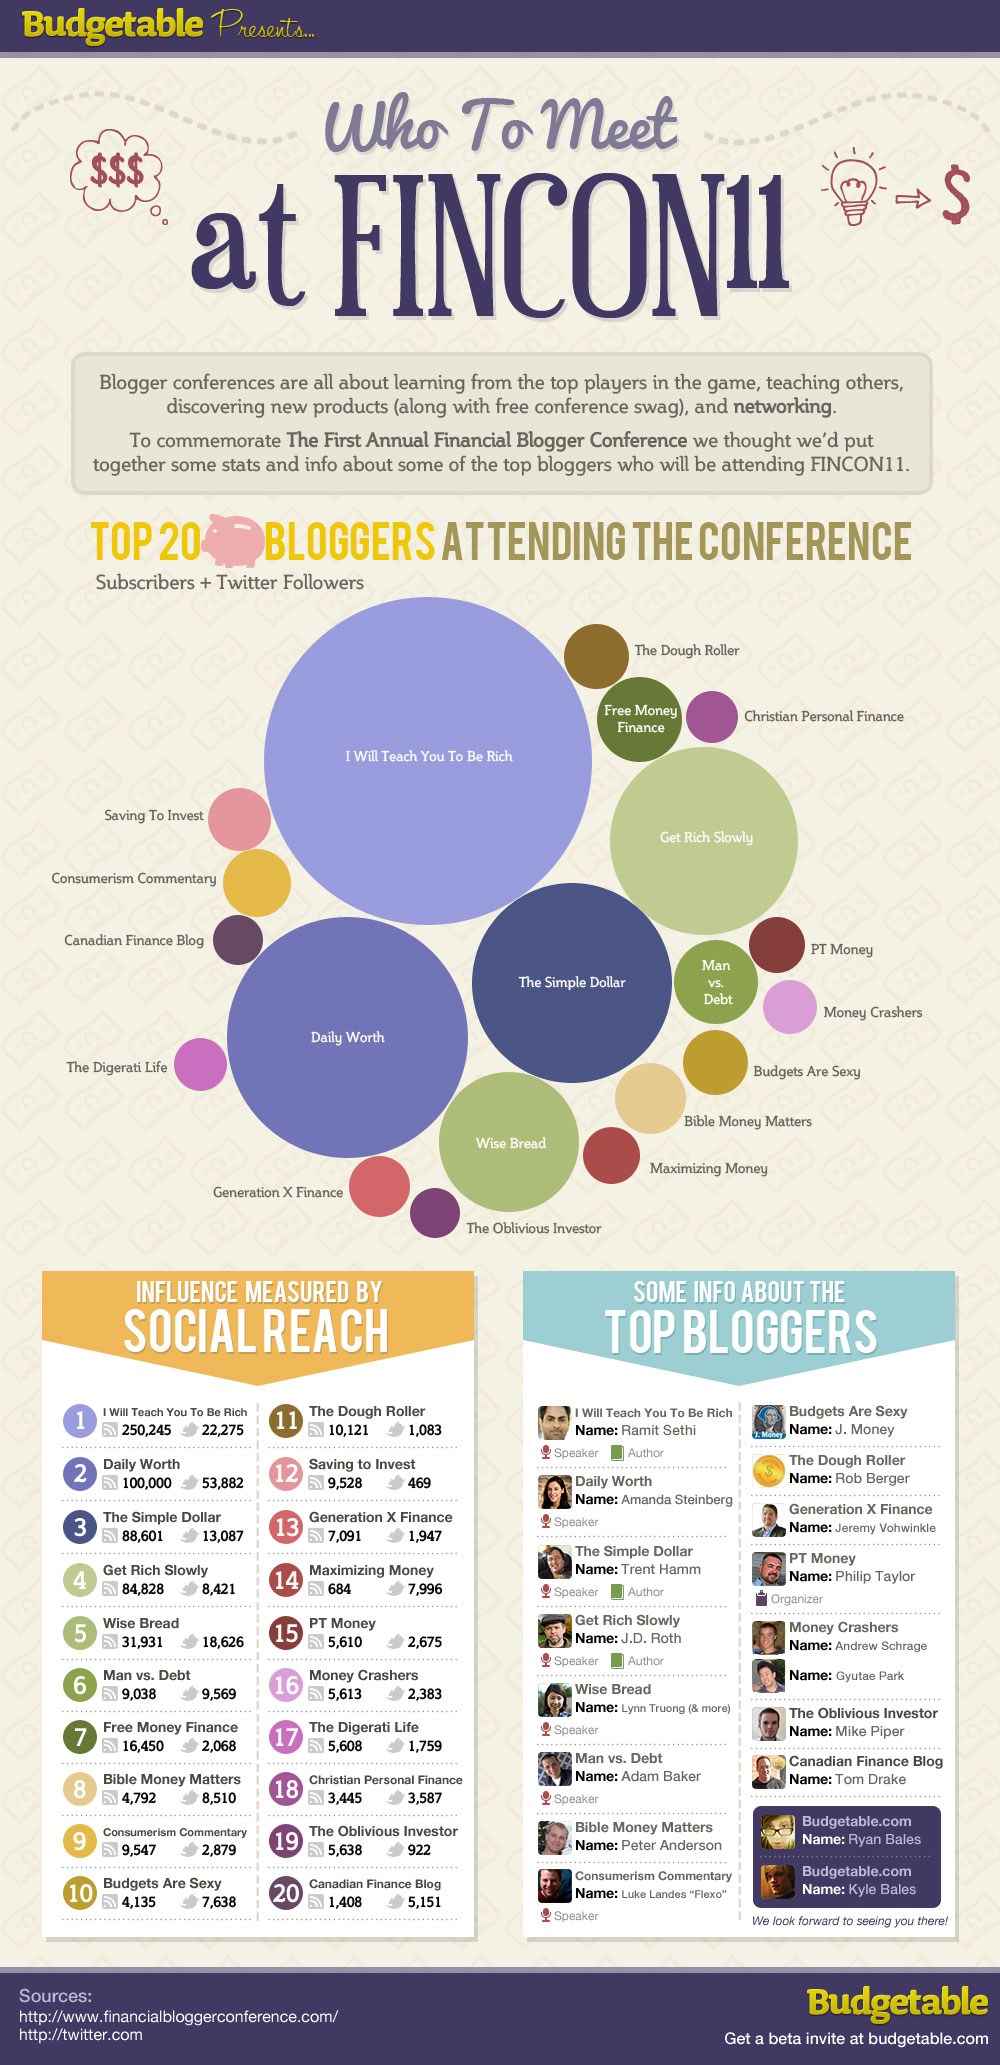 Budgetable Presents...
Who To Meet
at FINCON11
$$$
$
Blogger conferences are all about learning from the top players in the game, teaching others,
discovering new products (along with free conference swag), and networking.
To commemorate The First Annual Financial Blogger Conference we thought we'd put
together some stats and info about some of the top bloggers who will be attending FINCON11.
TOP 20 BLOGGERS ATTENDING THE CONFERENCE
Subscribers + Twitter Followers
The Dough Roller
Free Money
Finance
Christian Personal Finance
I Will Teach You To Be Rich
Saving To Invest
Get Rich Slowly
Consumerism Commentary
Canadian Finance Blog
PT Money
Man
vs.
Debt
The Simple Dollar
Money Crashers
Daily Worth
The Digerati Life
Budgets Are Sexy
Bible Money Matters
Wise Bread
Maximizing Money
Generation X Finance
The Oblivious Investor
INFLUENCE MEASURED BY
SOCIAL REACH
1 I Will Teach You To Be Rich
250,245 22,275
2 Daily Worth
100,000 53,882
3 The Simple Dollar
88,601 13,087
4 Get Rich Slowly
84,828 8,421
5 Wise Bread
31,931 18,626
6 Man vs. Debt
9,038 9,569
7 Free Money Finance
16,450 2,068
8 Bible Money Matters
4,792 8,510
9 Consumerism Commentary
9,547 2,879
10 Budgets Are Sexy
4,135 7,638
11 The Dough Roller
10,121 1,083
12 Saving to Invest
9,528 469
13 Generation X Finance
7,091 1,947
14 Maximizing Money
684 7,996
15 PT Money
5,610 2,675
16 Money Crashers
5,613 2,383
17 The Digerati Life
5,608 1,759
18 Christian Personal Finance
3,445 3,587
19 The Oblivious Investor
5,638 922
20 Canadian Finance Blog
1,408 5,151
SOME INFO ABOUT THE
TOP BLOGGERS
I Will Teach You To Be Rich
Name: Ramit Sethi
Speaker Author
Daily Worth
Name: Amanda Steinberg
Speaker
The Simple Dollar
Name: Trent Hamm
Speaker Author
Get Rich Slowly
Name: J.D. Roth
Speaker Author
Wise Bread
Name: Lynn Truong (& more)
Speaker
Man vs. Debt
Name: Adam Baker
Speaker
Bible Money Matters
Name: Peter Anderson
Consumerism Commentary
Name: Luke Landes "Flexo"
Speaker
J. Money
Budgets Are Sexy
Name: J. Money
The Dough Roller
Name: Rob Berger
Generation X Finance
Name: Jeremy Vohwinkle
PT Money
Name: Philip Taylor
Organizer
Money Crashers
Name: Andrew Schrage
Name: Gyutae Park
The Oblivious Investor
Name: Mike Piper
Canadian Finance Blog
Name: Tom Drake
Budgetable.com
Name: Ryan Bales
Budgetable.com
Name: Kyle Bales
We look forward to seeing you there!
Sources:
http://www.financialbloggerconference.com/
http://twitter.com
Budgetable
Get a beta invite at budgetable.com